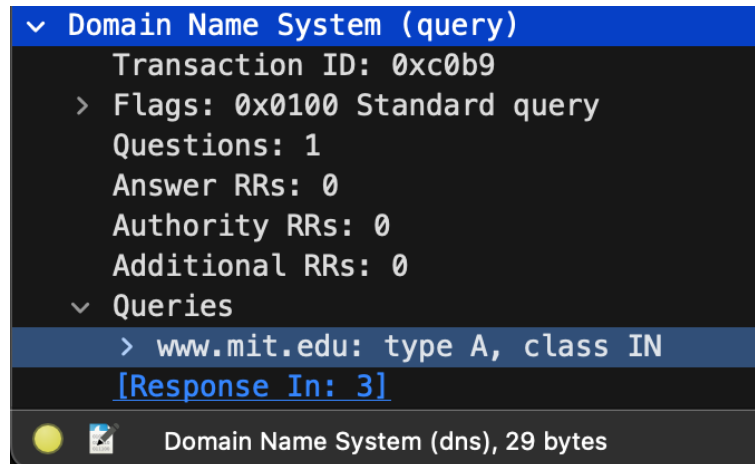 Domain Name System (query)
Transaction ID: 0xc0b9
Flags: 0x0100 Standard query
Questions: 1
Answer RRs: 0
Authority RRs: 0
Additional RRs: 0
Queries
www.mit.edu: type A, class IN
[Response In: 3]
Domain Name System (dns), 29 bytes